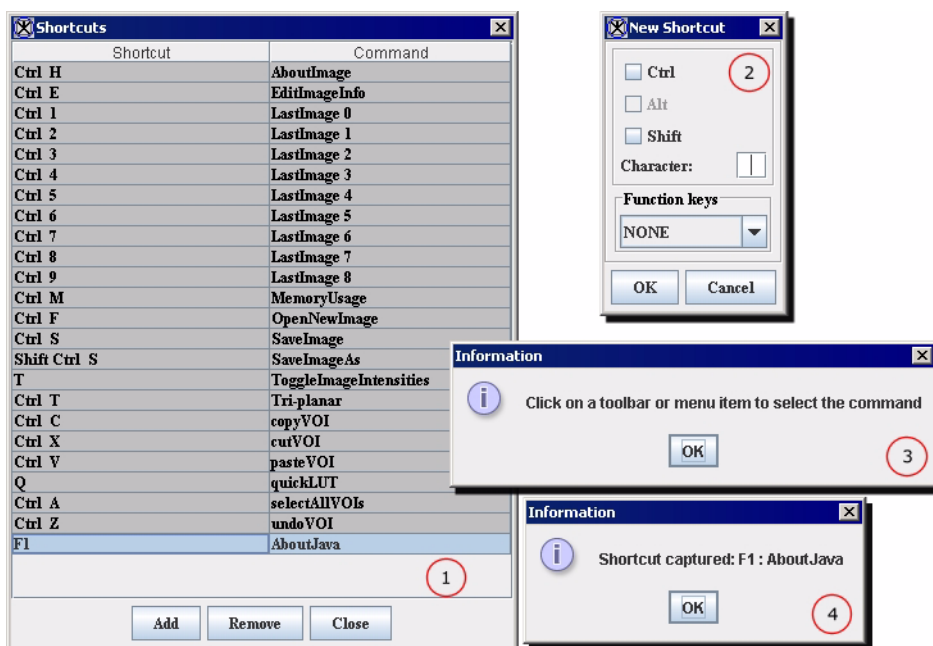 Shortcuts
Shortcut Command
Ctrl H AboutImage
Ctrl E EditImageInfo
Ctrl 1 LastImage 0
Ctrl 2 LastImage 1
Ctrl 3 LastImage 2
Ctrl 4 LastImage 3
Ctrl 5 LastImage 4
Ctrl 6 LastImage 5
Ctrl 7 LastImage 6
Ctrl 8 LastImage 7
Ctrl 9 LastImage 8
Ctrl M MemoryUsage
Ctrl F OpenNewImage
Ctrl S SaveImage
Shift Ctrl S SaveImageAs
T ToggleImageIntensities
Ctrl T Tri-planar
Ctrl C copyVOI
Ctrl X cutVOI
Ctrl V pasteVOI
Q quickLUT
Ctrl A selectAllVOIs
Ctrl Z undoVOI
F1 AboutJava
1
Add Remove Close
New Shortcut
Ctrl 2
Alt
Shift
Character:
Function keys
NONE
OK Cancel
Information
i Click on a toolbar or menu item to select the command
OK
3
Information
i Shortcut captured: F1 : AboutJava
OK
4